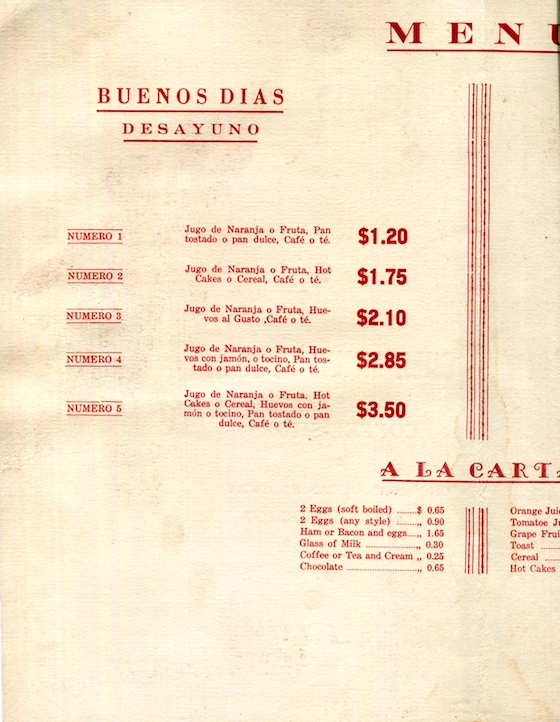 MENU
BUENOS DIAS
DESAYUNO
NUMERO 1
Jugo de Naranja o Fruta, Pan
tostado o pan dulce, Café o té.
$1.20
NUMERO 2
Jugo de Naranja o Fruta, Hot
Cakes o Cereal, Café o té.
$1.75
NUMERO 3
Jugo de Naranja o Fruta, Hue-
vos al Gusto ,Café o té.
$2.10
NUMERO 4
Jugo de Naranja o Fruta, Hue-
vos con jamón, o tocino, Pan tos-
tado o pan dulce, Café o té.
$2.85
NUMERO 5
Jugo de Naranja o Fruta. Hot
Cakes o Cereal, Huevos con ja-
món o tocino, Pan tostado o pan
dulce, Café o té.
$3.50
A LA CARTA
2 Eggs (soft boiled) .......$ 0.65
2 Eggs (any style) .........,, 0.90
Ham or Bacon and eggs....,, 1.65
Glass of Milk .................,, 0.30
Coffee or Tea and Cream ,, 0.25
Chocolate .......................,, 0.65
Orange Jui
Tomatoe J
Grape Frui
Toast
Cereal
Hot Cakes